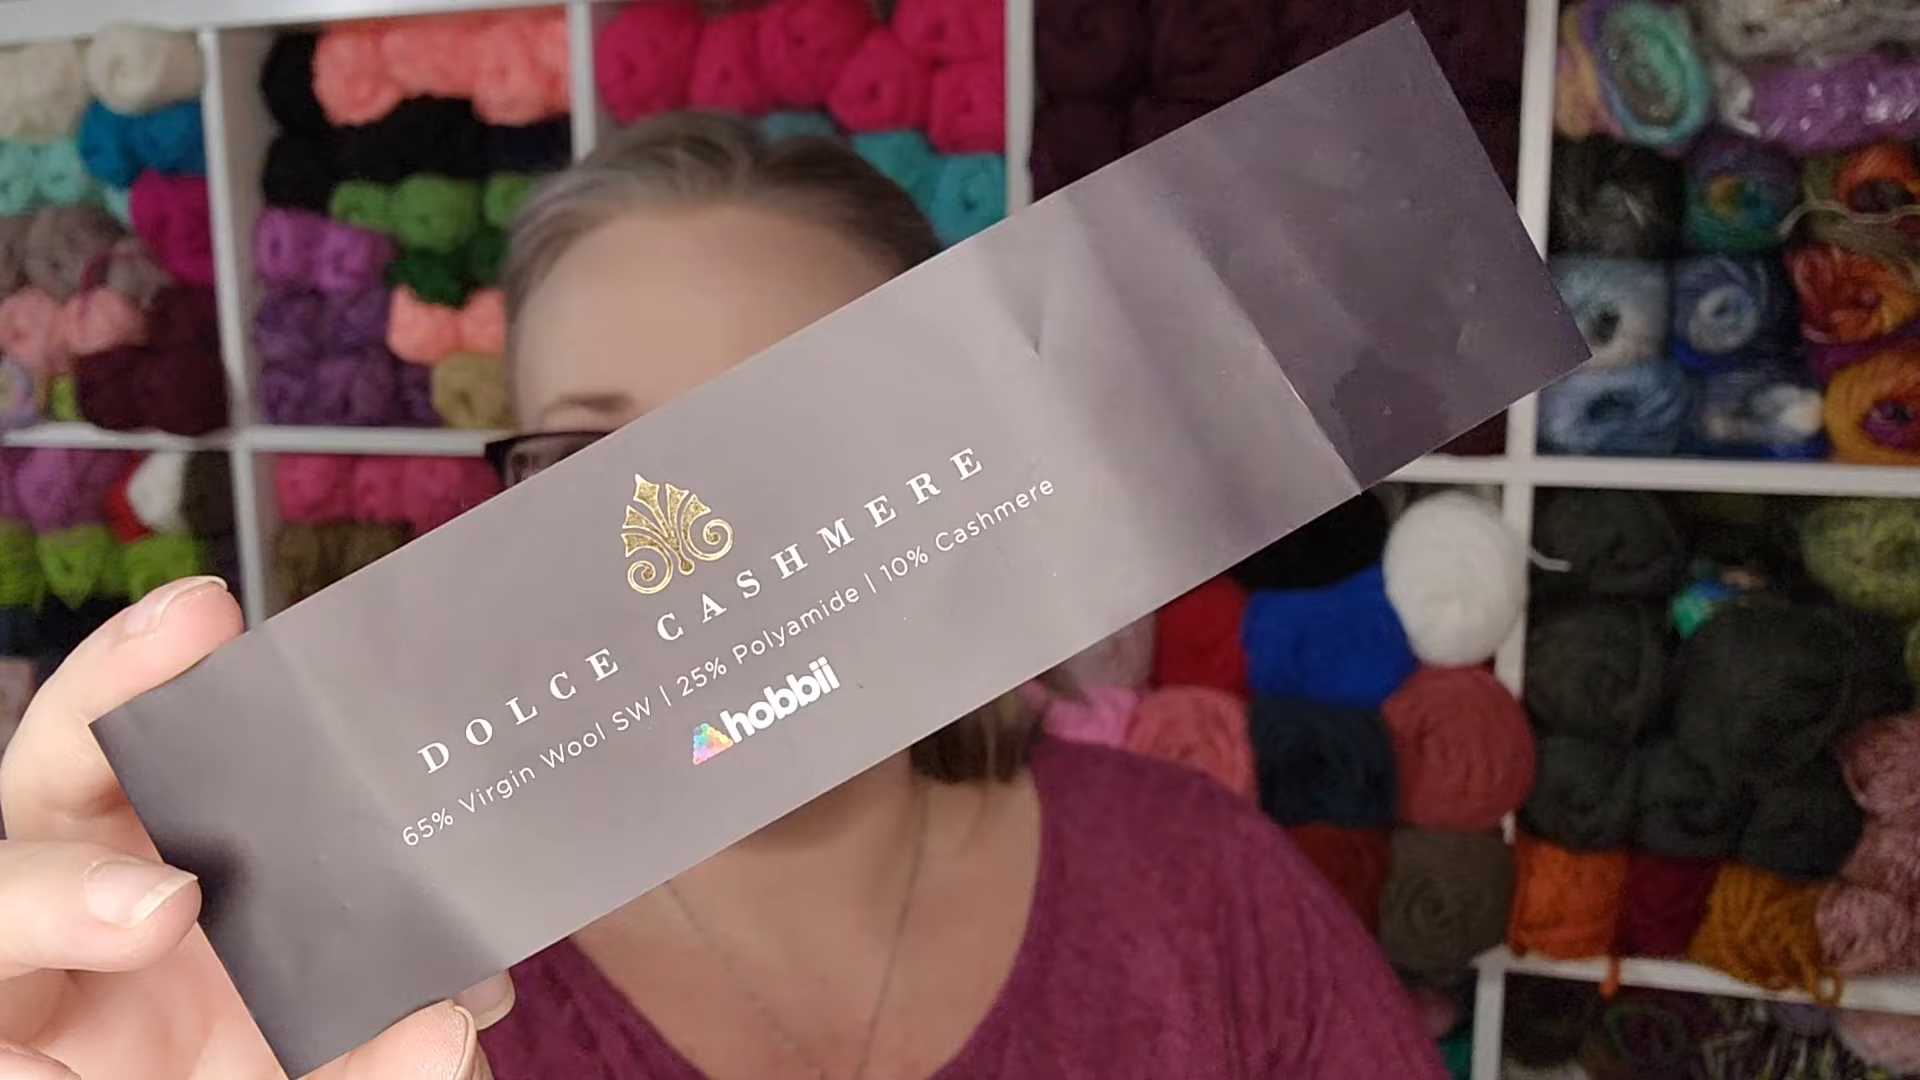 DOLCE CASHMERE
65% Virgin Wool SW | 25% Polyamide | 10% Cashmere
hobbii